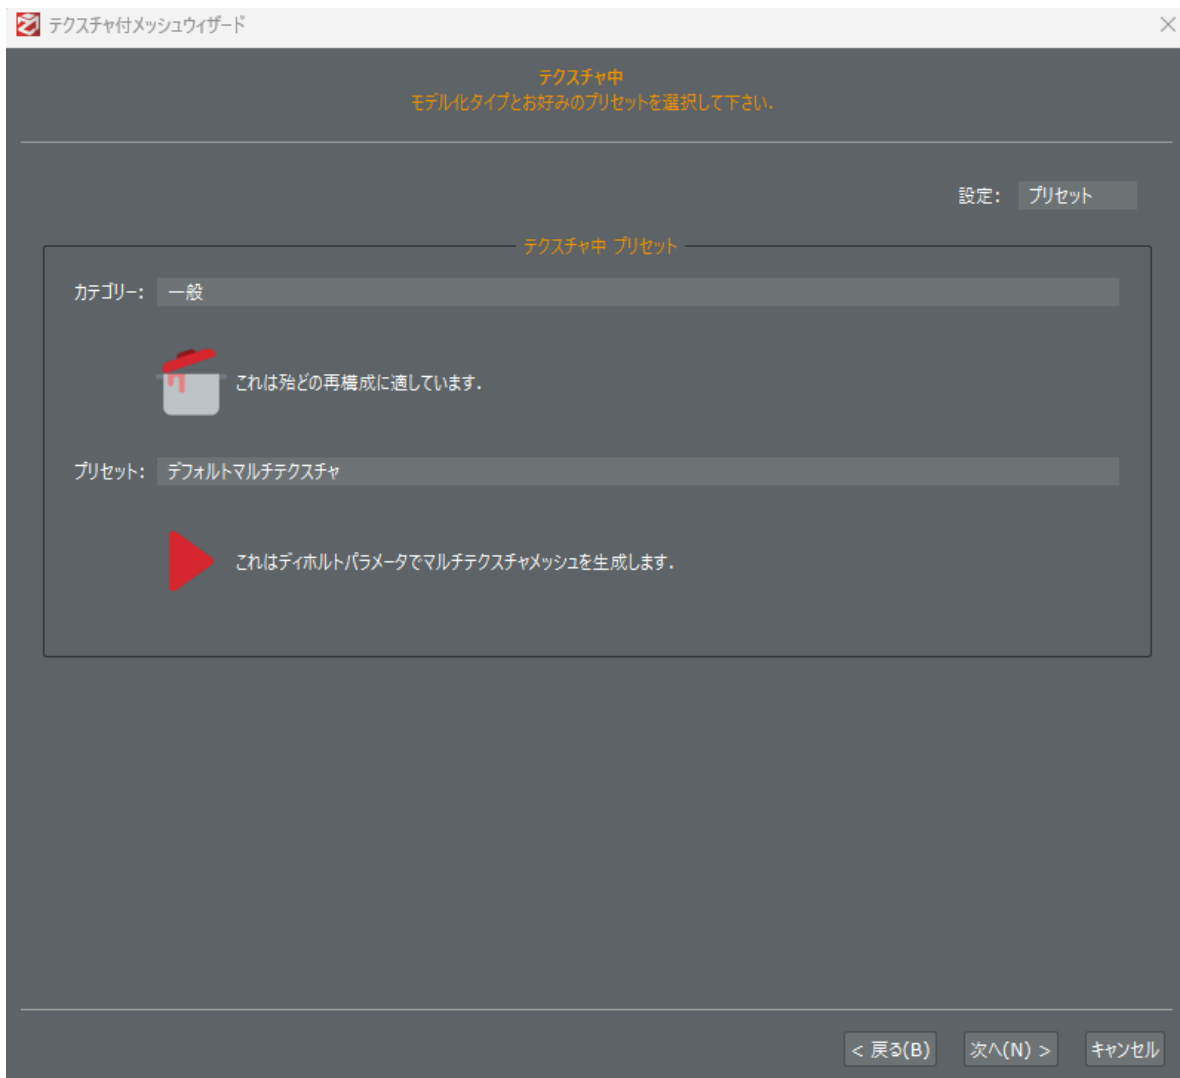 テクスチャ付メッシュウィザード
テクスチャ中
モデル化タイプとお好みのプリセットを選択して下さい.
設定: プリセット
テクスチャ中 プリセット
カテゴリー: 一般
これは殆どの再構成に適しています.
プリセット: デフォルトマルチテクスチャ
これはディホルトパラメータでマルチテクスチャメッシュを生成します.
< 戻る(B) 次へ(N) > キャンセル